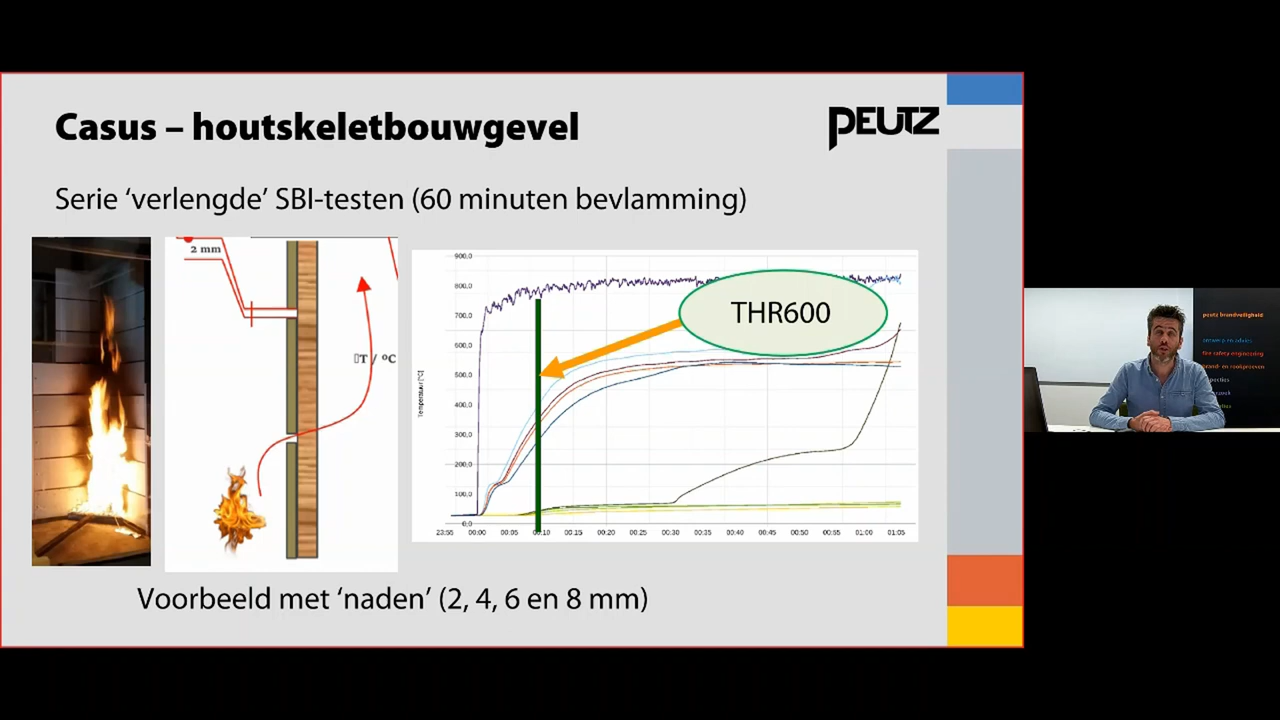 Casus – houtskeletbouwgevel
PEUTZ
Serie ‘verlengde’ SBI-testen (60 minuten bevlamming)
2 mm
T / ºC
THR600
Temperatuur [°C]
900,0
800,0
700,0
600,0
500,0
400,0
300,0
200,0
100,0
0,0
23:55 00:00 00:05 00:10 00:15 00:20 00:25 00:30 00:35 00:40 00:45 00:50 00:55 01:00 01:05
Voorbeeld met ‘naden’ (2, 4, 6 en 8 mm)
peutz brandveiligheid
fire safety engineering
brand- en rookproeven